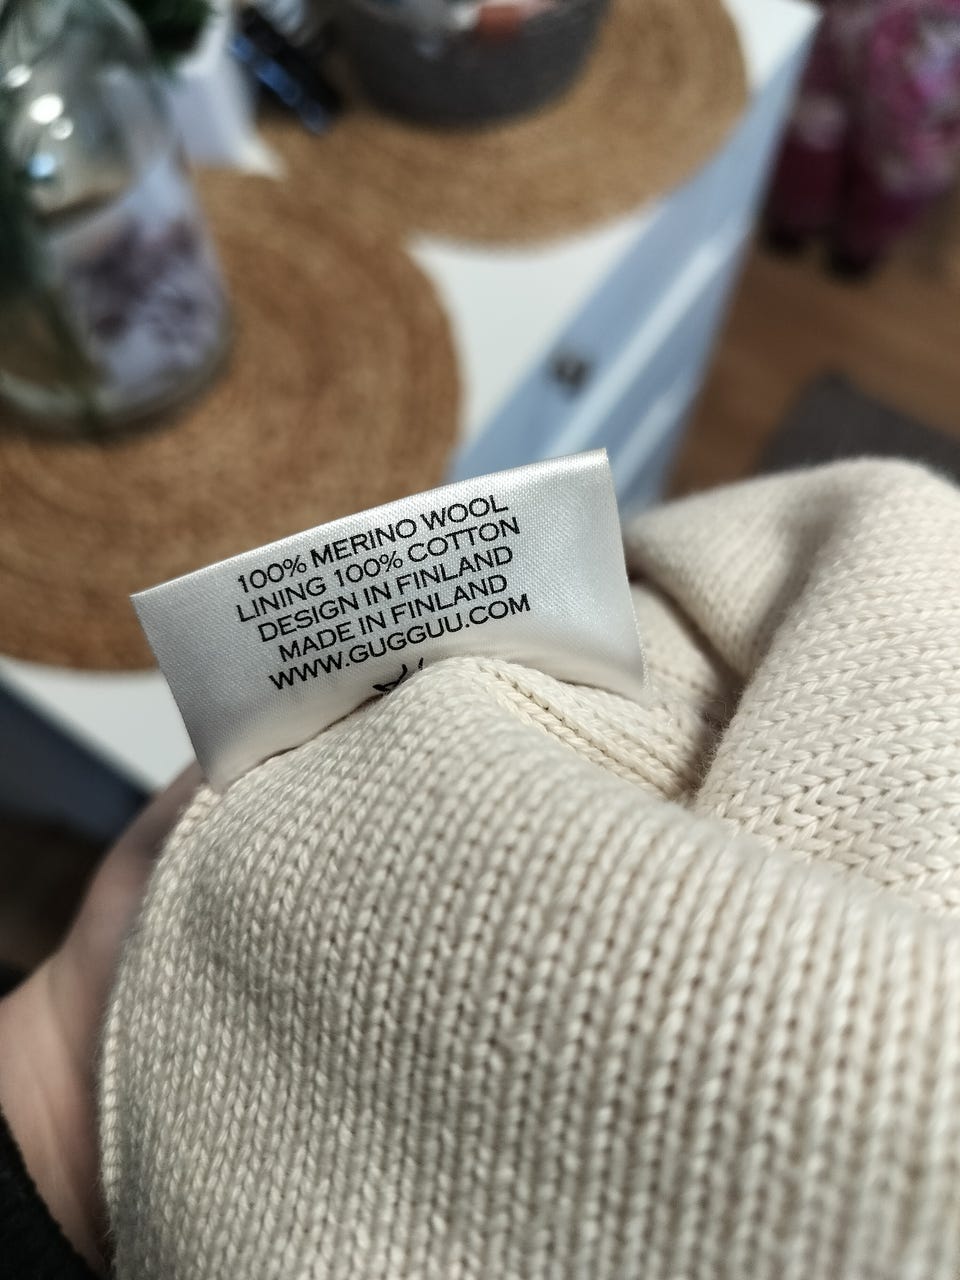 100% MERINO WOOL
LINING 100% COTTON
DESIGN IN FINLAND
MADE IN FINLAND
WWW.GUGGUU.COM